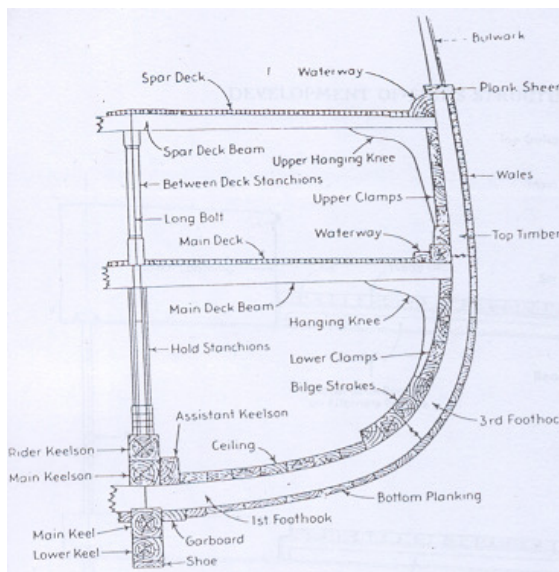 Bulwark
Waterway
Plank Sheer
Spar Deck
Spar Deck Beam
Upper Hanging Knee
Wales
Between Deck Stanchions
Upper Clamps
Long Bolt
Waterway
Top Timber
Main Deck
Main Deck Beam
Hanging Knee
Hold Stanchions
Lower Clamps
Bilge Strakes
Assistant Keelson
3rd Foothoo
Rider Keelson
Ceiling
Main Keelson
Bottom Planking
1st Foothook
Main Keel
Garboard
Lower Keel
Shoe